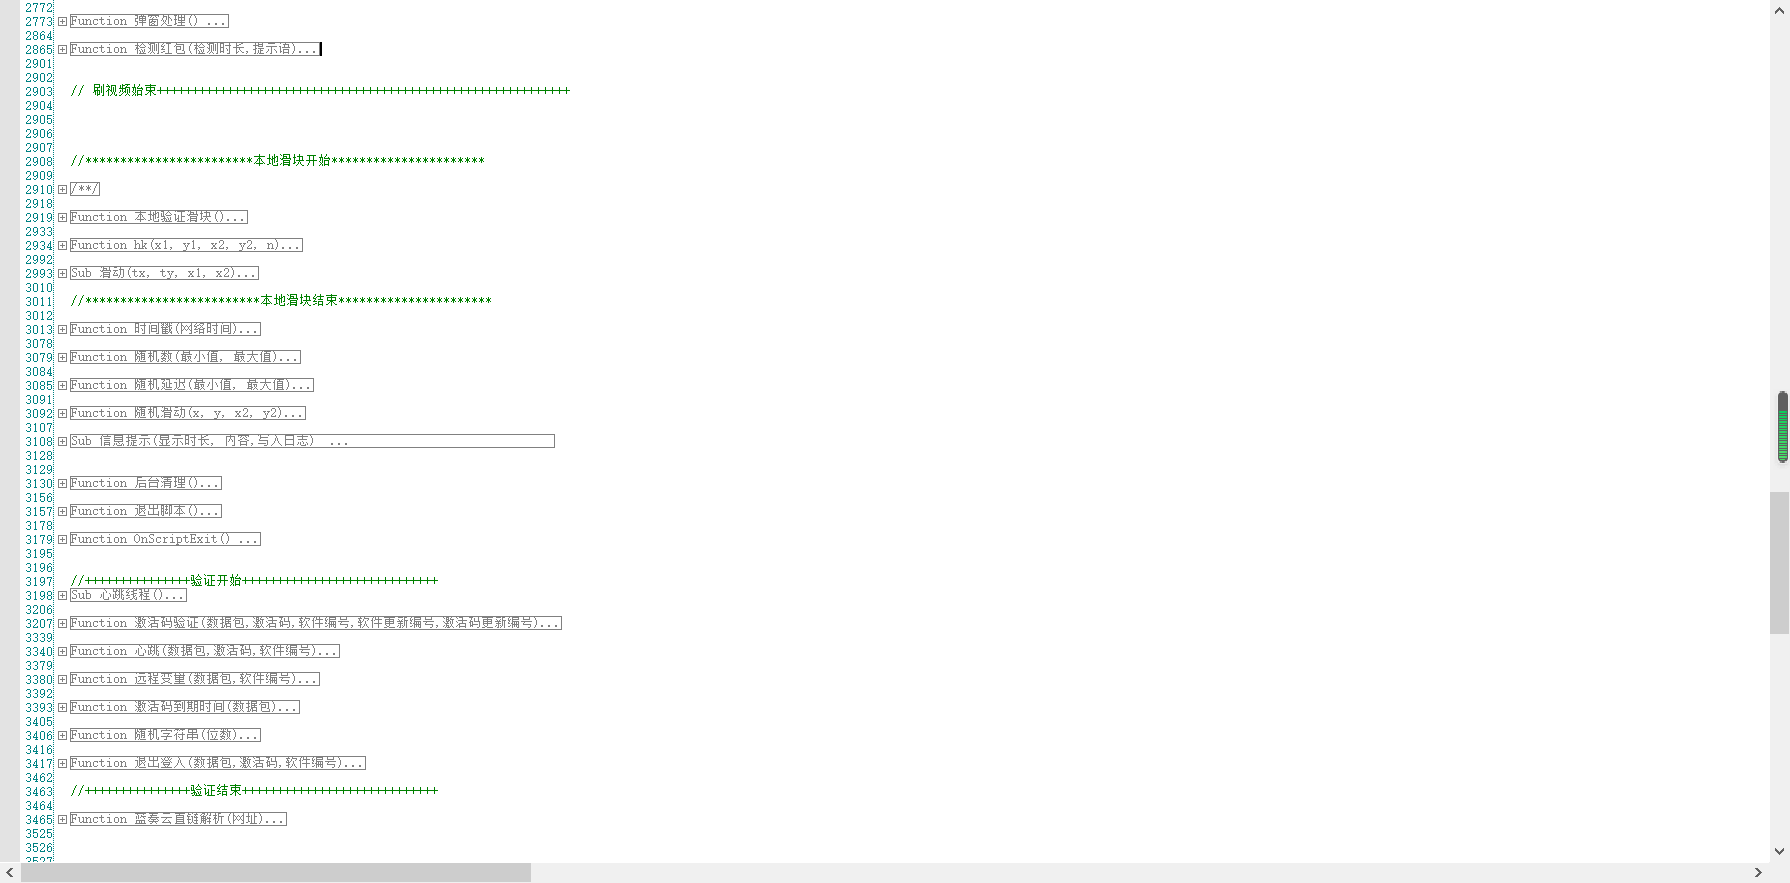 2772
2773 Function 弹窗处理() ...
2864
2865 Function 检测红包(检测时长,提示语)...
2901
2902
2903 // 刷视频始束+++++++++++++++++++++++++++++++++++++++++++++++++++++++++++
2904
2905
2906
2907
2908 //************************本地滑块开始**********************
2909
2910 /**/
2918
2919 Function 本地验证滑块()...
2933
2934 Function hk(x1, y1, x2, y2, n)...
2992
2993 Sub 滑动(tx, ty, x1, x2)...
3010
3011 //*************************本地滑块结束**********************
3012
3013 Function 时间戳(网络时间)...
3078
3079 Function 随机数(最小值, 最大值)...
3084
3085 Function 随机延迟(最小值, 最大值)...
3091
3092 Function 随机滑动(x, y, x2, y2)...
3107
3108 Sub 信息提示(显示时长, 内容,写入日志) ...
3128
3129
3130 Function 后台清理()...
3156
3157 Function 退出脚本()...
3178
3179 Function OnScriptExit() ...
3195
3196
3197 //+++++++++++++++验证开始++++++++++++++++++++++++++++
3198 Sub 心跳线程()...
3206
3207 Function 激活码验证(数据包,激活码,软件编号,软件更新编号,激活码更新编号)...
3339
3340 Function 心跳(数据包,激活码,软件编号)...
3379
3380 Function 远程变量(数据包,软件编号)...
3392
3393 Function 激活码到期时间(数据包)...
3405
3406 Function 随机字符串(位数)...
3416
3417 Function 退出登入(数据包,激活码,软件编号)...
3462
3463 //+++++++++++++++验证结束++++++++++++++++++++++++++++
3464
3465 Function 蓝奏云直链解析(网址)...
3525
3526
3527